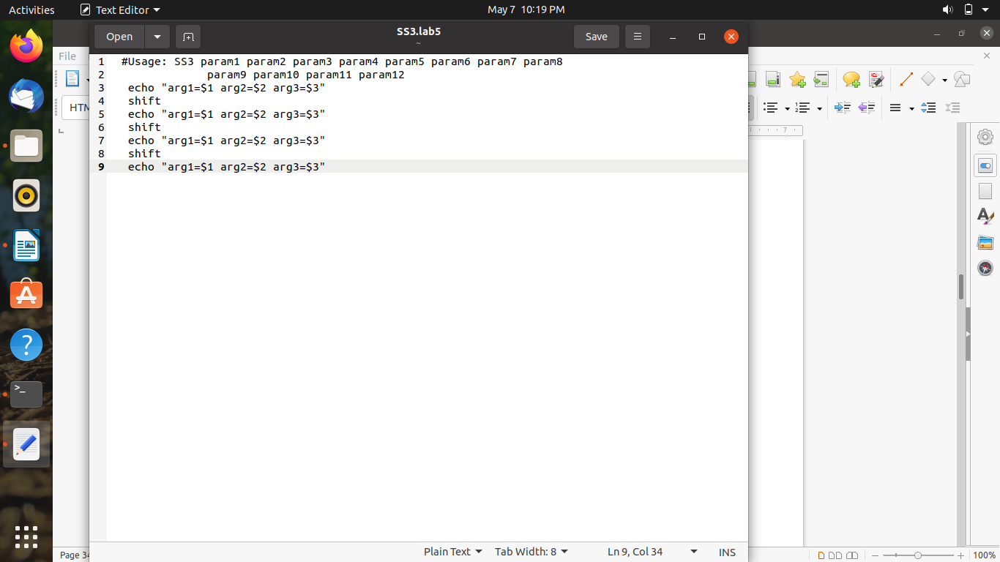 Activities Text Editor May 7 10:19 PM
Open SS3.lab5 Save
~
File
HTM
1 #Usage: SS3 param1 param2 param3 param4 param5 param6 param7 param8
2 param9 param10 param11 param12
3 echo "arg1=$1 arg2=$2 arg3=$3"
4 shift
5 echo "arg1=$1 arg2=$2 arg3=$3"
6 shift
7 echo "arg1=$1 arg2=$2 arg3=$3"
8 shift
9 echo "arg1=$1 arg2=$2 arg3=$3"
7
Plain Text Tab Width: 8 Ln 9, Col 34 INS
Page 34 100%